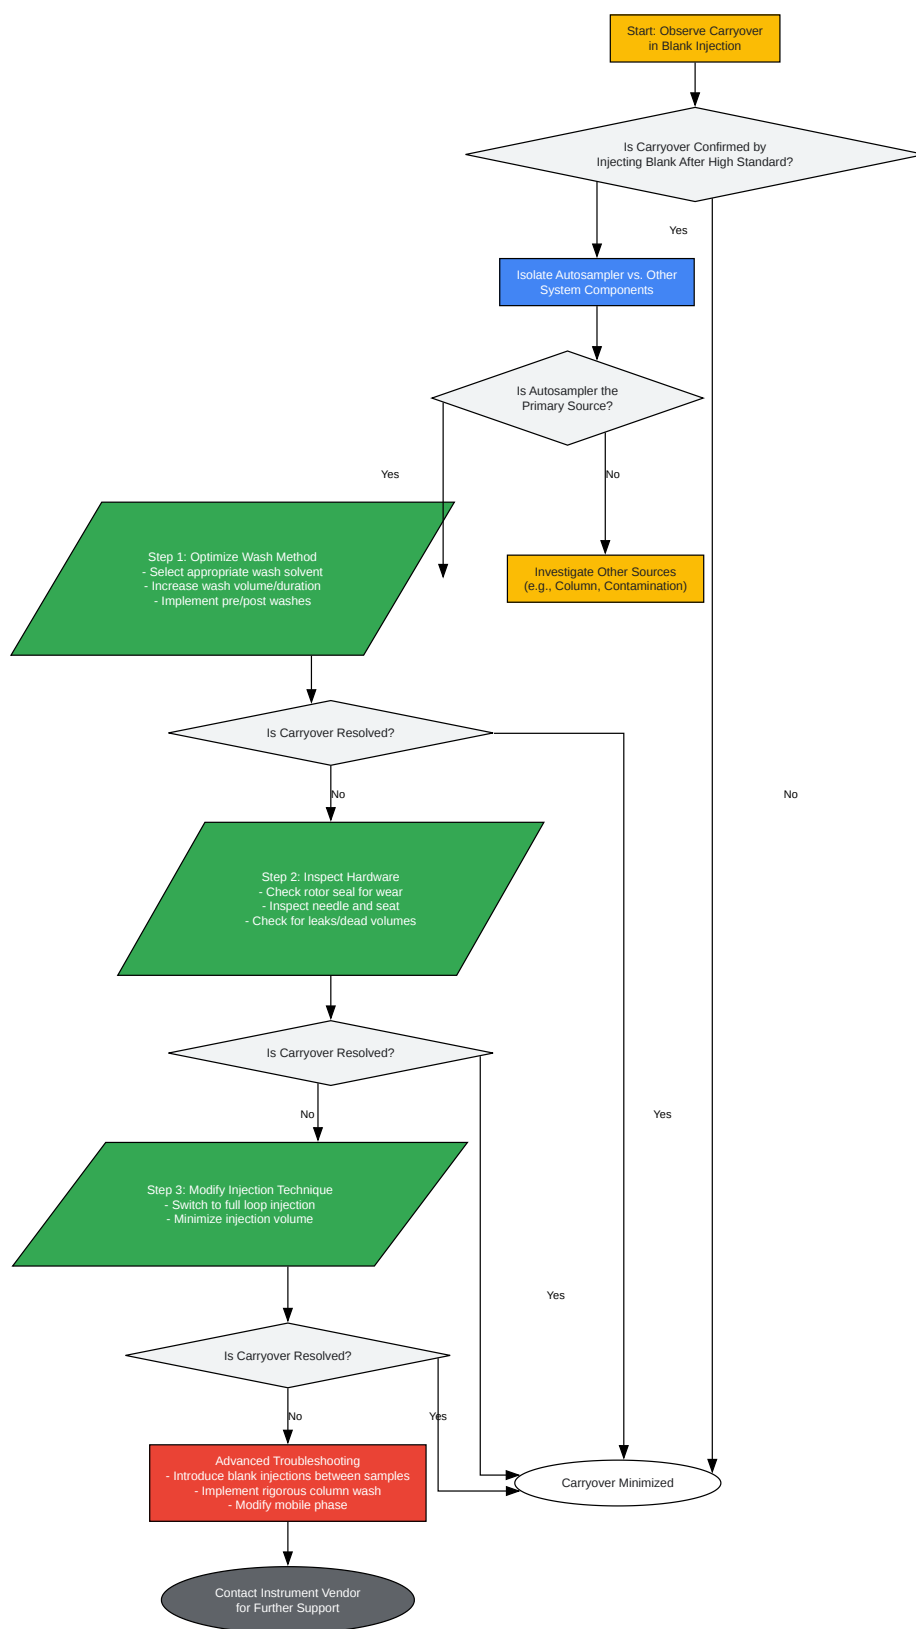 Start: Observe Carryover
in Blank Injection
Is Carryover Confirmed by
Injecting Blank After High Standard?
Yes
Isolate Autosampler vs. Other
System Components
Is Autosampler the
Primary Source?
Yes
No
Step 1: Optimize Wash Method
- Select appropriate wash solvent
- Increase wash volume/duration
- Implement pre/post washes
Investigate Other Sources
(e.g., Column, Contamination)
Is Carryover Resolved?
No
No
Step 2: Inspect Hardware
- Check rotor seal for wear
- Inspect needle and seat
- Check for leaks/dead volumes
Is Carryover Resolved?
No
Yes
Step 3: Modify Injection Technique
- Switch to full loop injection
- Minimize injection volume
Yes
Is Carryover Resolved?
No
Yes
Advanced Troubleshooting
- Introduce blank injections between samples
- Implement rigorous column wash
- Modify mobile phase
Carryover Minimized
Contact Instrument Vendor
for Further Support